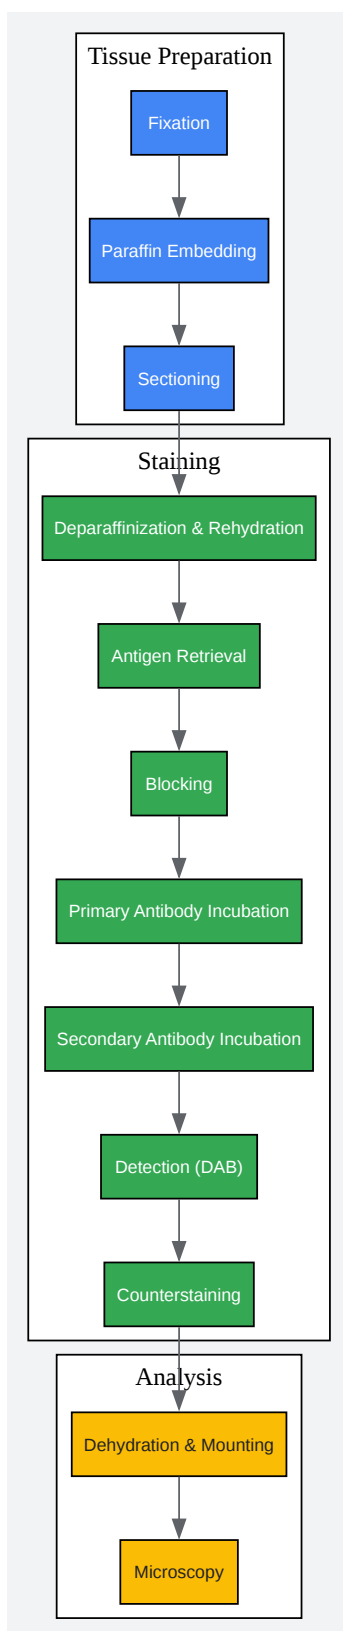 Tissue Preparation
Fixation
Paraffin Embedding
Sectioning
Staining
Deparaffinization & Rehydration
Antigen Retrieval
Blocking
Primary Antibody Incubation
Secondary Antibody Incubation
Detection (DAB)
Counterstaining
Analysis
Dehydration & Mounting
Microscopy